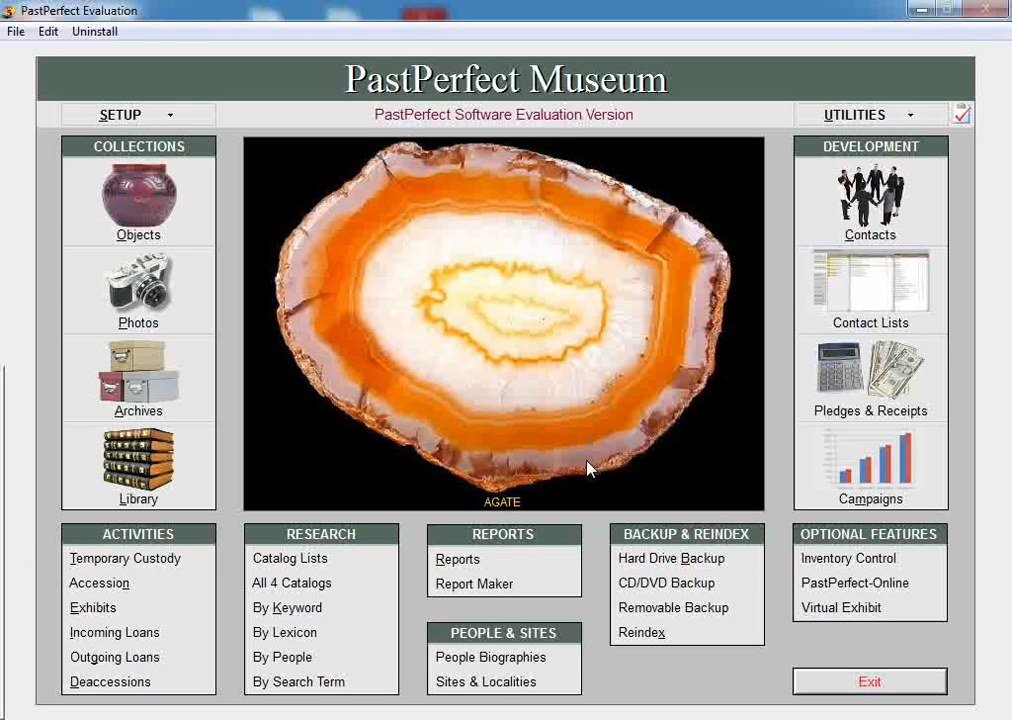 PastPerfect Evaluation
File Edit Uninstall
PastPerfect Museum
SETUP
PastPerfect Software Evaluation Version
UTILITIES
COLLECTIONS
Objects
Photos
Archives
Library
AGATE
DEVELOPMENT
Contacts
Contact Lists
Pledges & Receipts
Campaigns
ACTIVITIES
Temporary Custody
Accession
Exhibits
Incoming Loans
Outgoing Loans
Deaccessions
RESEARCH
Catalog Lists
All 4 Catalogs
By Keyword
By Lexicon
By People
By Search Term
REPORTS
Reports
Report Maker
PEOPLE & SITES
People Biographies
Sites & Localities
BACKUP & REINDEX
Hard Drive Backup
CD/DVD Backup
Removable Backup
Reindex
OPTIONAL FEATURES
Inventory Control
PastPerfect-Online
Virtual Exhibit
Exit